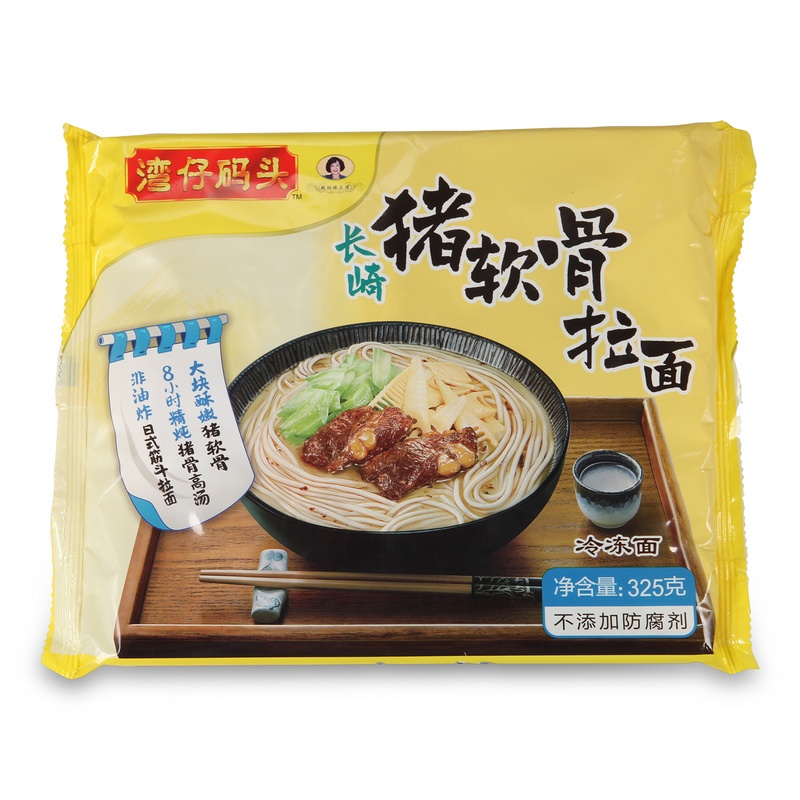 湾仔码头
TM
长崎
猪软骨
拉面
大块酥嫩猪软骨
8小时精炖猪骨高汤
非油炸日式筋斗拉面
冷冻面
净含量:325克
不添加防腐剂